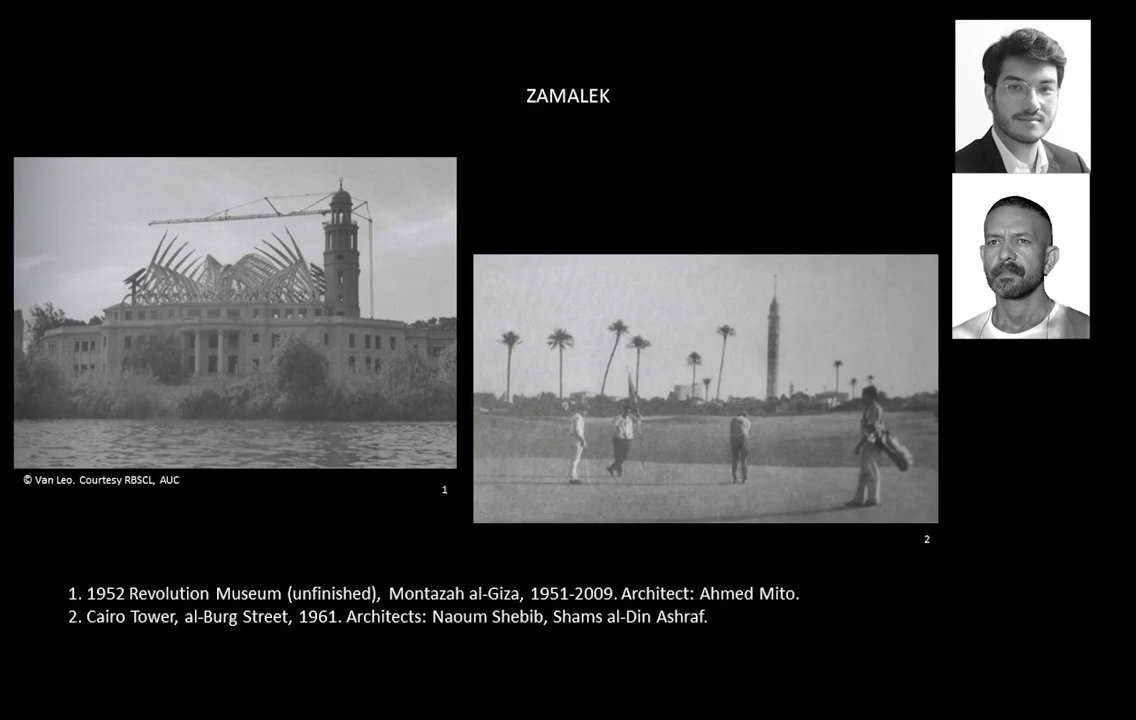 ZAMALEK
© Van Leo. Courtesy RBSCL, AUC
1
2
1. 1952 Revolution Museum (unfinished), Montazah al-Giza, 1951-2009. Architect: Ahmed Mito.
2. Cairo Tower, al-Burg Street, 1961. Architects: Naoum Shebib, Shams al-Din Ashraf.